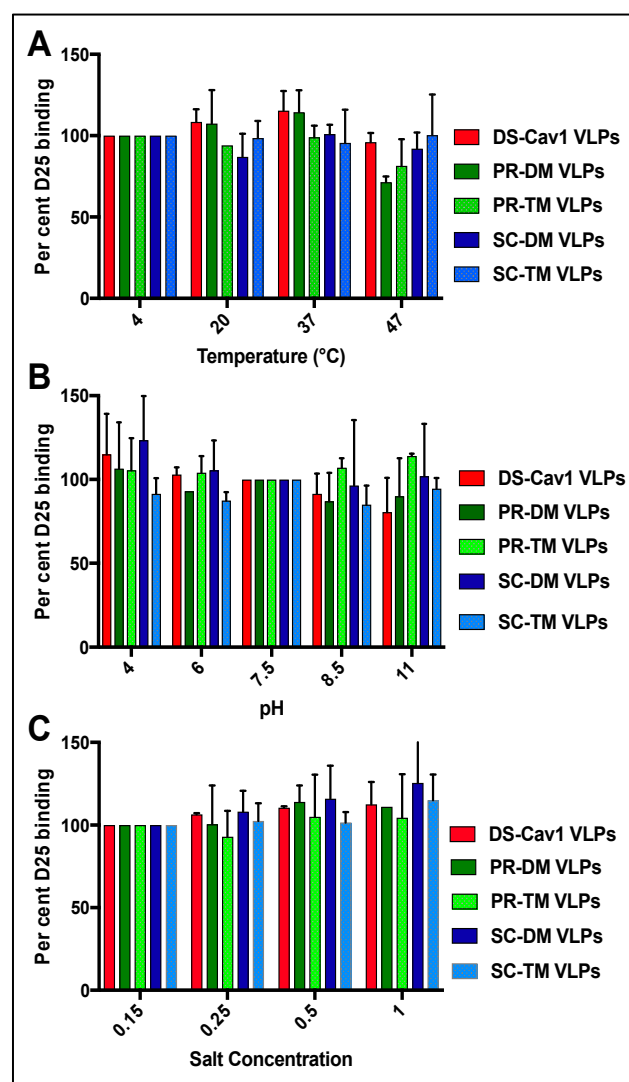 A
Per cent D25 binding
150
100
50
0
4
20
37
47
Temperature (°C)
DS-Cav1 VLPs
PR-DM VLPs
PR-TM VLPs
SC-DM VLPs
SC-TM VLPs
B
Per cent D25 binding
150
100
50
0
4
6
7.5
8.5
11
pH
DS-Cav1 VLPs
PR-DM VLPs
PR-TM VLPs
SC-DM VLPs
SC-TM VLPs
C
Per cent D25 binding
150
100
50
0
0.15
0.25
0.5
1
Salt Concentration
DS-Cav1 VLPs
PR-DM VLPs
PR-TM VLPs
SC-DM VLPs
SC-TM VLPs